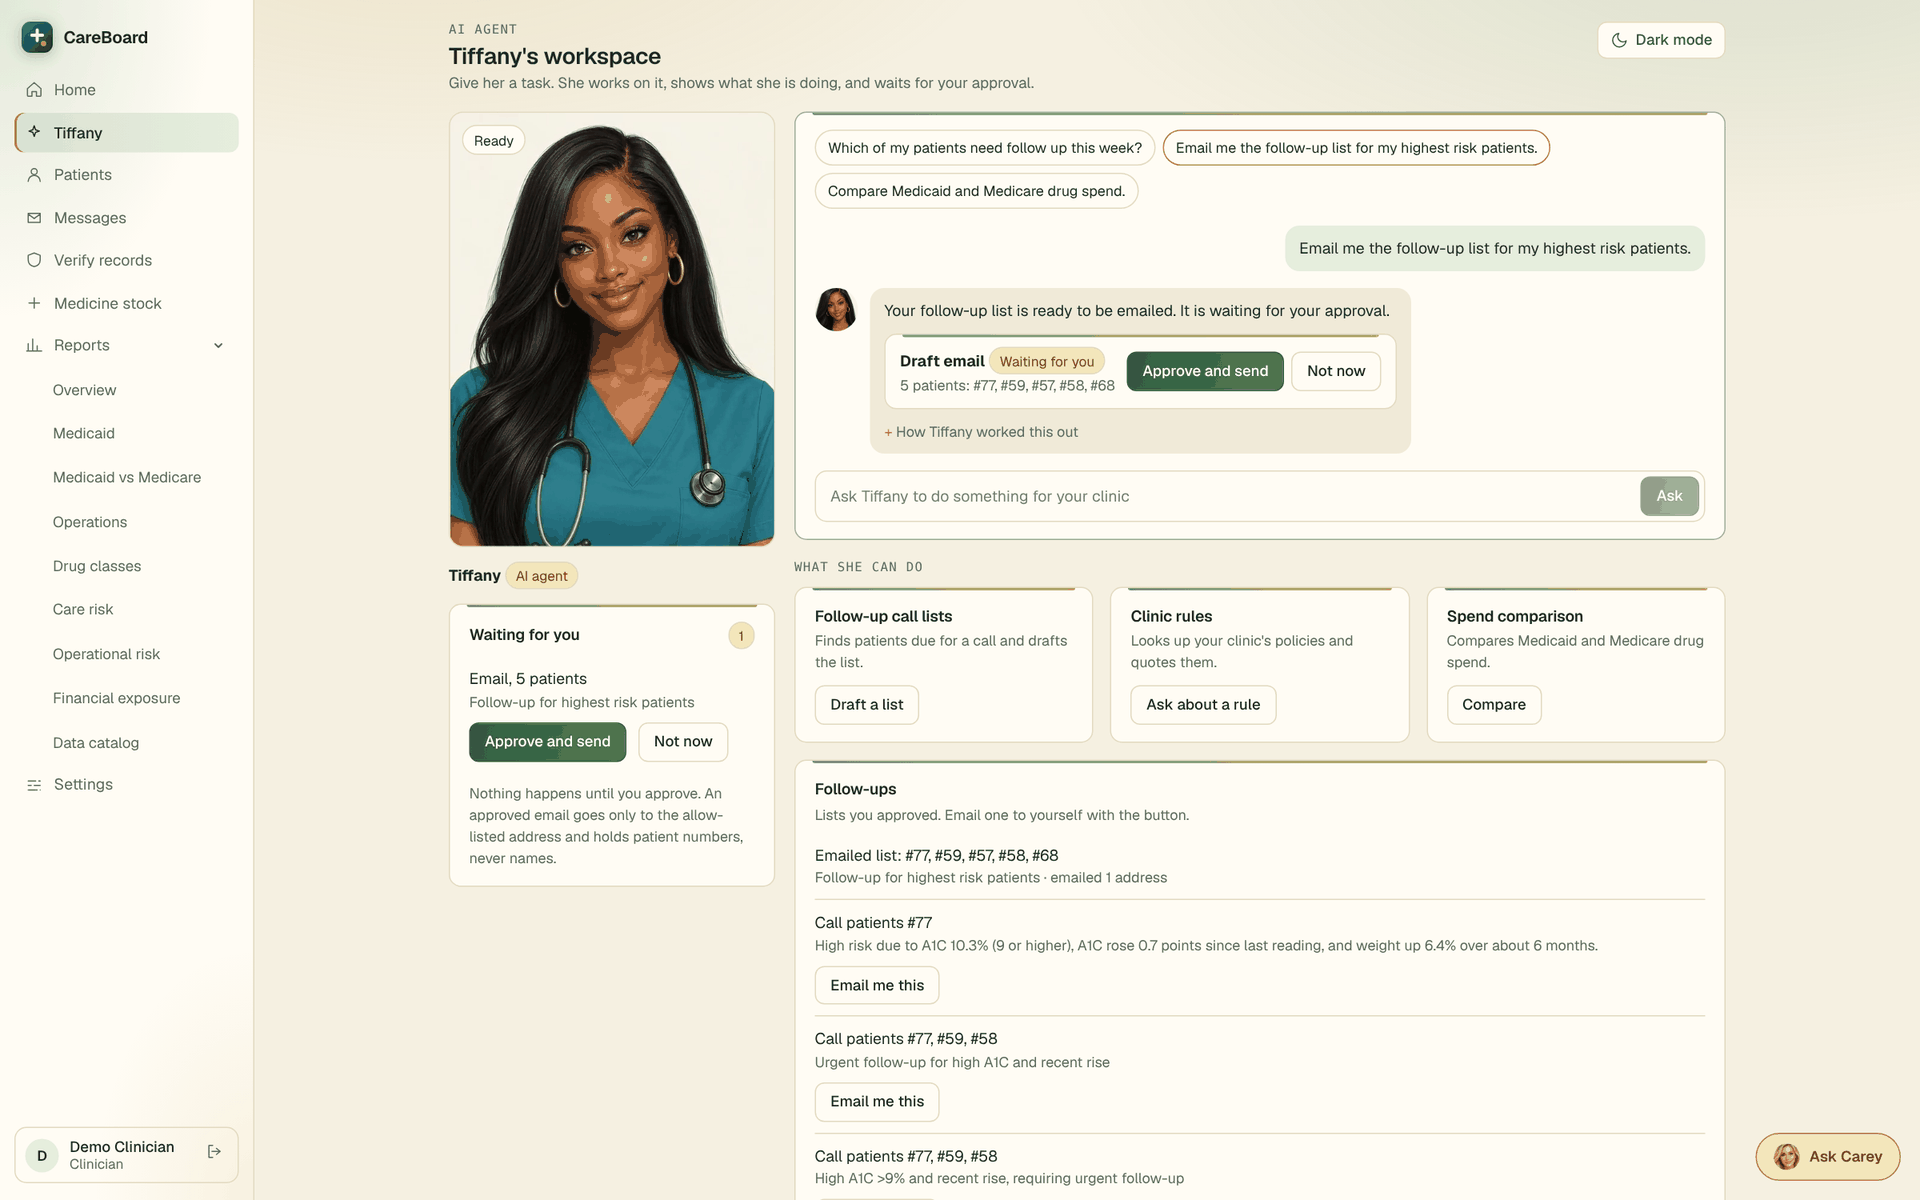 CareBoard
Home
Tiffany
Patients
Messages
Verify records
Medicine stock
Reports
Overview
Medicaid
Medicaid vs Medicare
Operations
Drug classes
Care risk
Operational risk
Financial exposure
Data catalog
Settings
D
Demo Clinician
Clinician
AI AGENT
Tiffany's workspace
Give her a task. She works on it, shows what she is doing, and waits for your approval.
Dark mode
Ready
Tiffany AI agent
Waiting for you 1
Email, 5 patients
Follow-up for highest risk patients
Approve and send Not now
Nothing happens until you approve. An
approved email goes only to the allow-
listed address and holds patient numbers,
never names.
Which of my patients need follow up this week? Email me the follow-up list for my highest risk patients.
Compare Medicaid and Medicare drug spend.
Email me the follow-up list for my highest risk patients.
Your follow-up list is ready to be emailed. It is waiting for your approval.
Draft email Waiting for you
5 patients: #77, #59, #57, #58, #68
Approve and send Not now
+ How Tiffany worked this out
Ask Tiffany to do something for your clinic Ask
WHAT SHE CAN DO
Follow-up call lists
Finds patients due for a call and drafts
the list.
Draft a list
Clinic rules
Looks up your clinic's policies and
quotes them.
Ask about a rule
Spend comparison
Compares Medicaid and Medicare drug
spend.
Compare
Follow-ups
Lists you approved. Email one to yourself with the button.
Emailed list: #77, #59, #57, #58, #68
Follow-up for highest risk patients · emailed 1 address
Call patients #77
High risk due to A1C 10.3% (9 or higher), A1C rose 0.7 points since last reading, and weight up 6.4% over about 6 months.
Email me this
Call patients #77, #59, #58
Urgent follow-up for high A1C and recent rise
Email me this
Call patients #77, #59, #58
High A1C >9% and recent rise, requiring urgent follow-up
Ask Carey